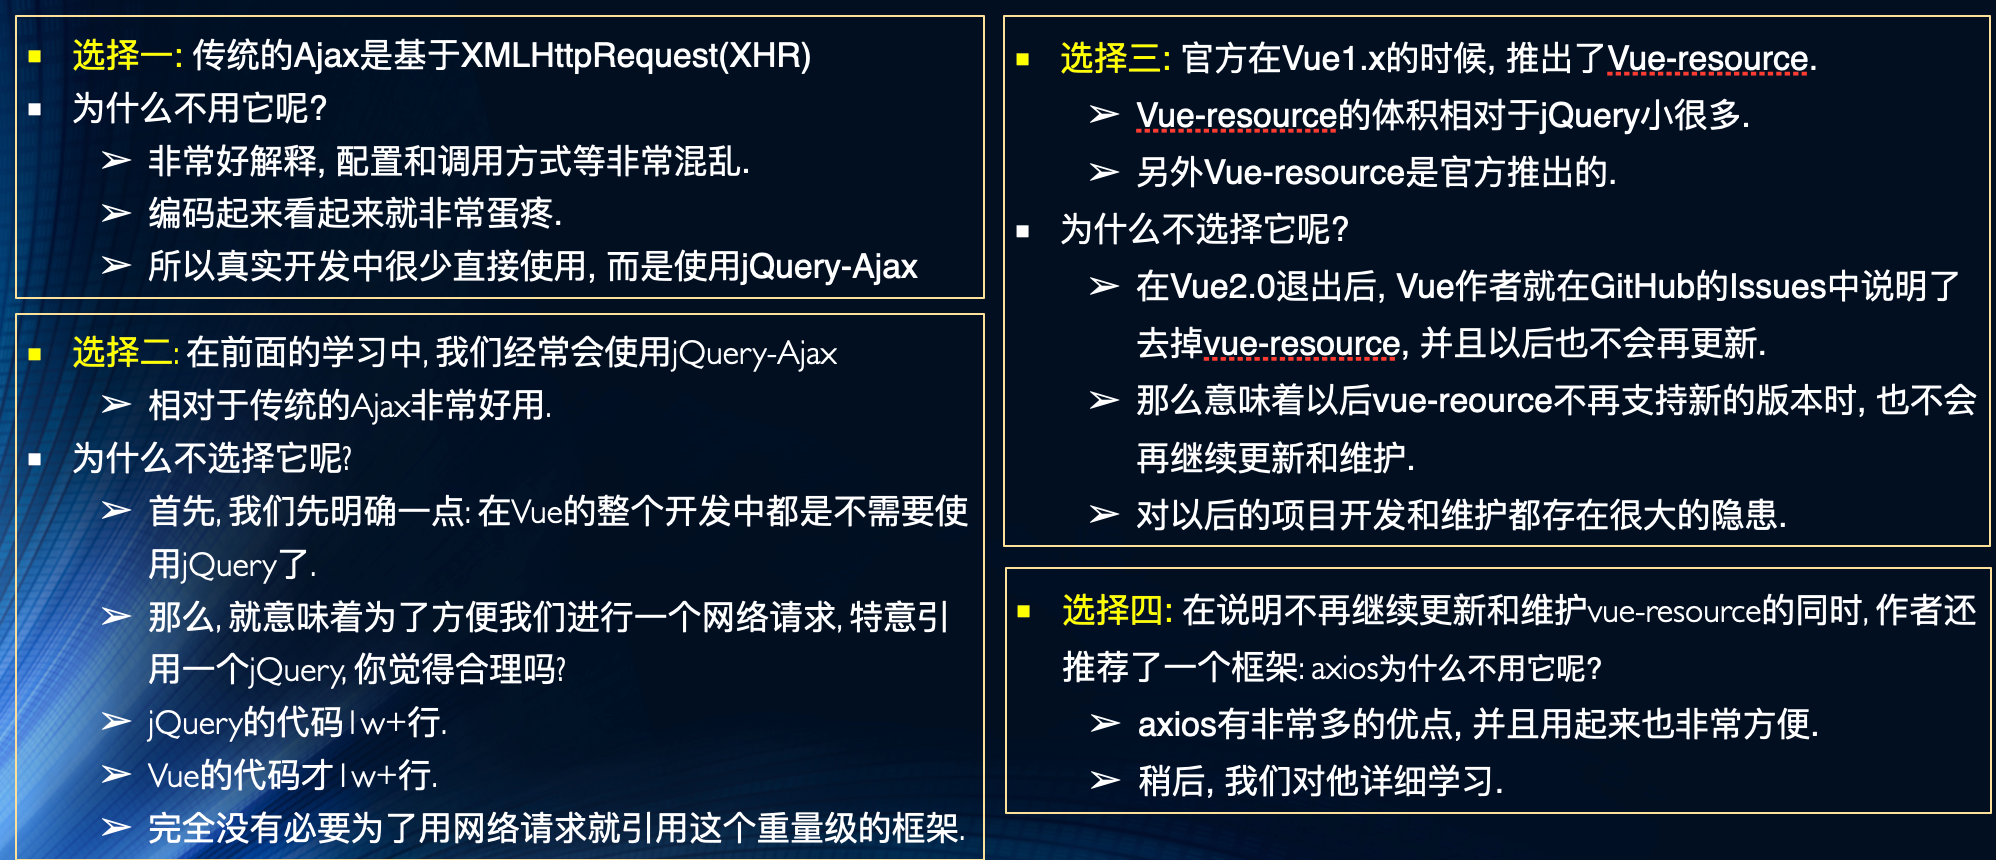 选择一: 传统的Ajax是基于XMLHttpRequest(XHR)
为什么不用它呢?
非常好解释, 配置和调用方式等非常混乱.
编码起来看起来就非常蛋疼.
所以真实开发中很少直接使用, 而是使用jQuery-Ajax
选择二: 在前面的学习中, 我们经常会使用jQuery-Ajax
相对于传统的Ajax非常好用.
为什么不选择它呢?
首先, 我们先明确一点: 在Vue的整个开发中都是不需要使
用jQuery了.
那么, 就意味着为了方便我们进行一个网络请求, 特意引
用一个jQuery, 你觉得合理吗?
jQuery的代码1w+行.
Vue的代码才1w+行.
完全没有必要为了用网络请求就引用这个重量级的框架.
选择三: 官方在Vue1.x的时候, 推出了Vue-resource.
Vue-resource的体积相对于jQuery小很多.
另外Vue-resource是官方推出的.
为什么不选择它呢?
在Vue2.0退出后, Vue作者就在GitHub的Issues中说明了
去掉vue-resource, 并且以后也不会再更新.
那么意味着以后vue-reource不再支持新的版本时, 也不会
再继续更新和维护.
对以后的项目开发和维护都存在很大的隐患.
选择四: 在说明不再继续更新和维护vue-resource的同时, 作者还
推荐了一个框架: axios为什么不用它呢?
axios有非常多的优点, 并且用起来也非常方便.
稍后, 我们对他详细学习.